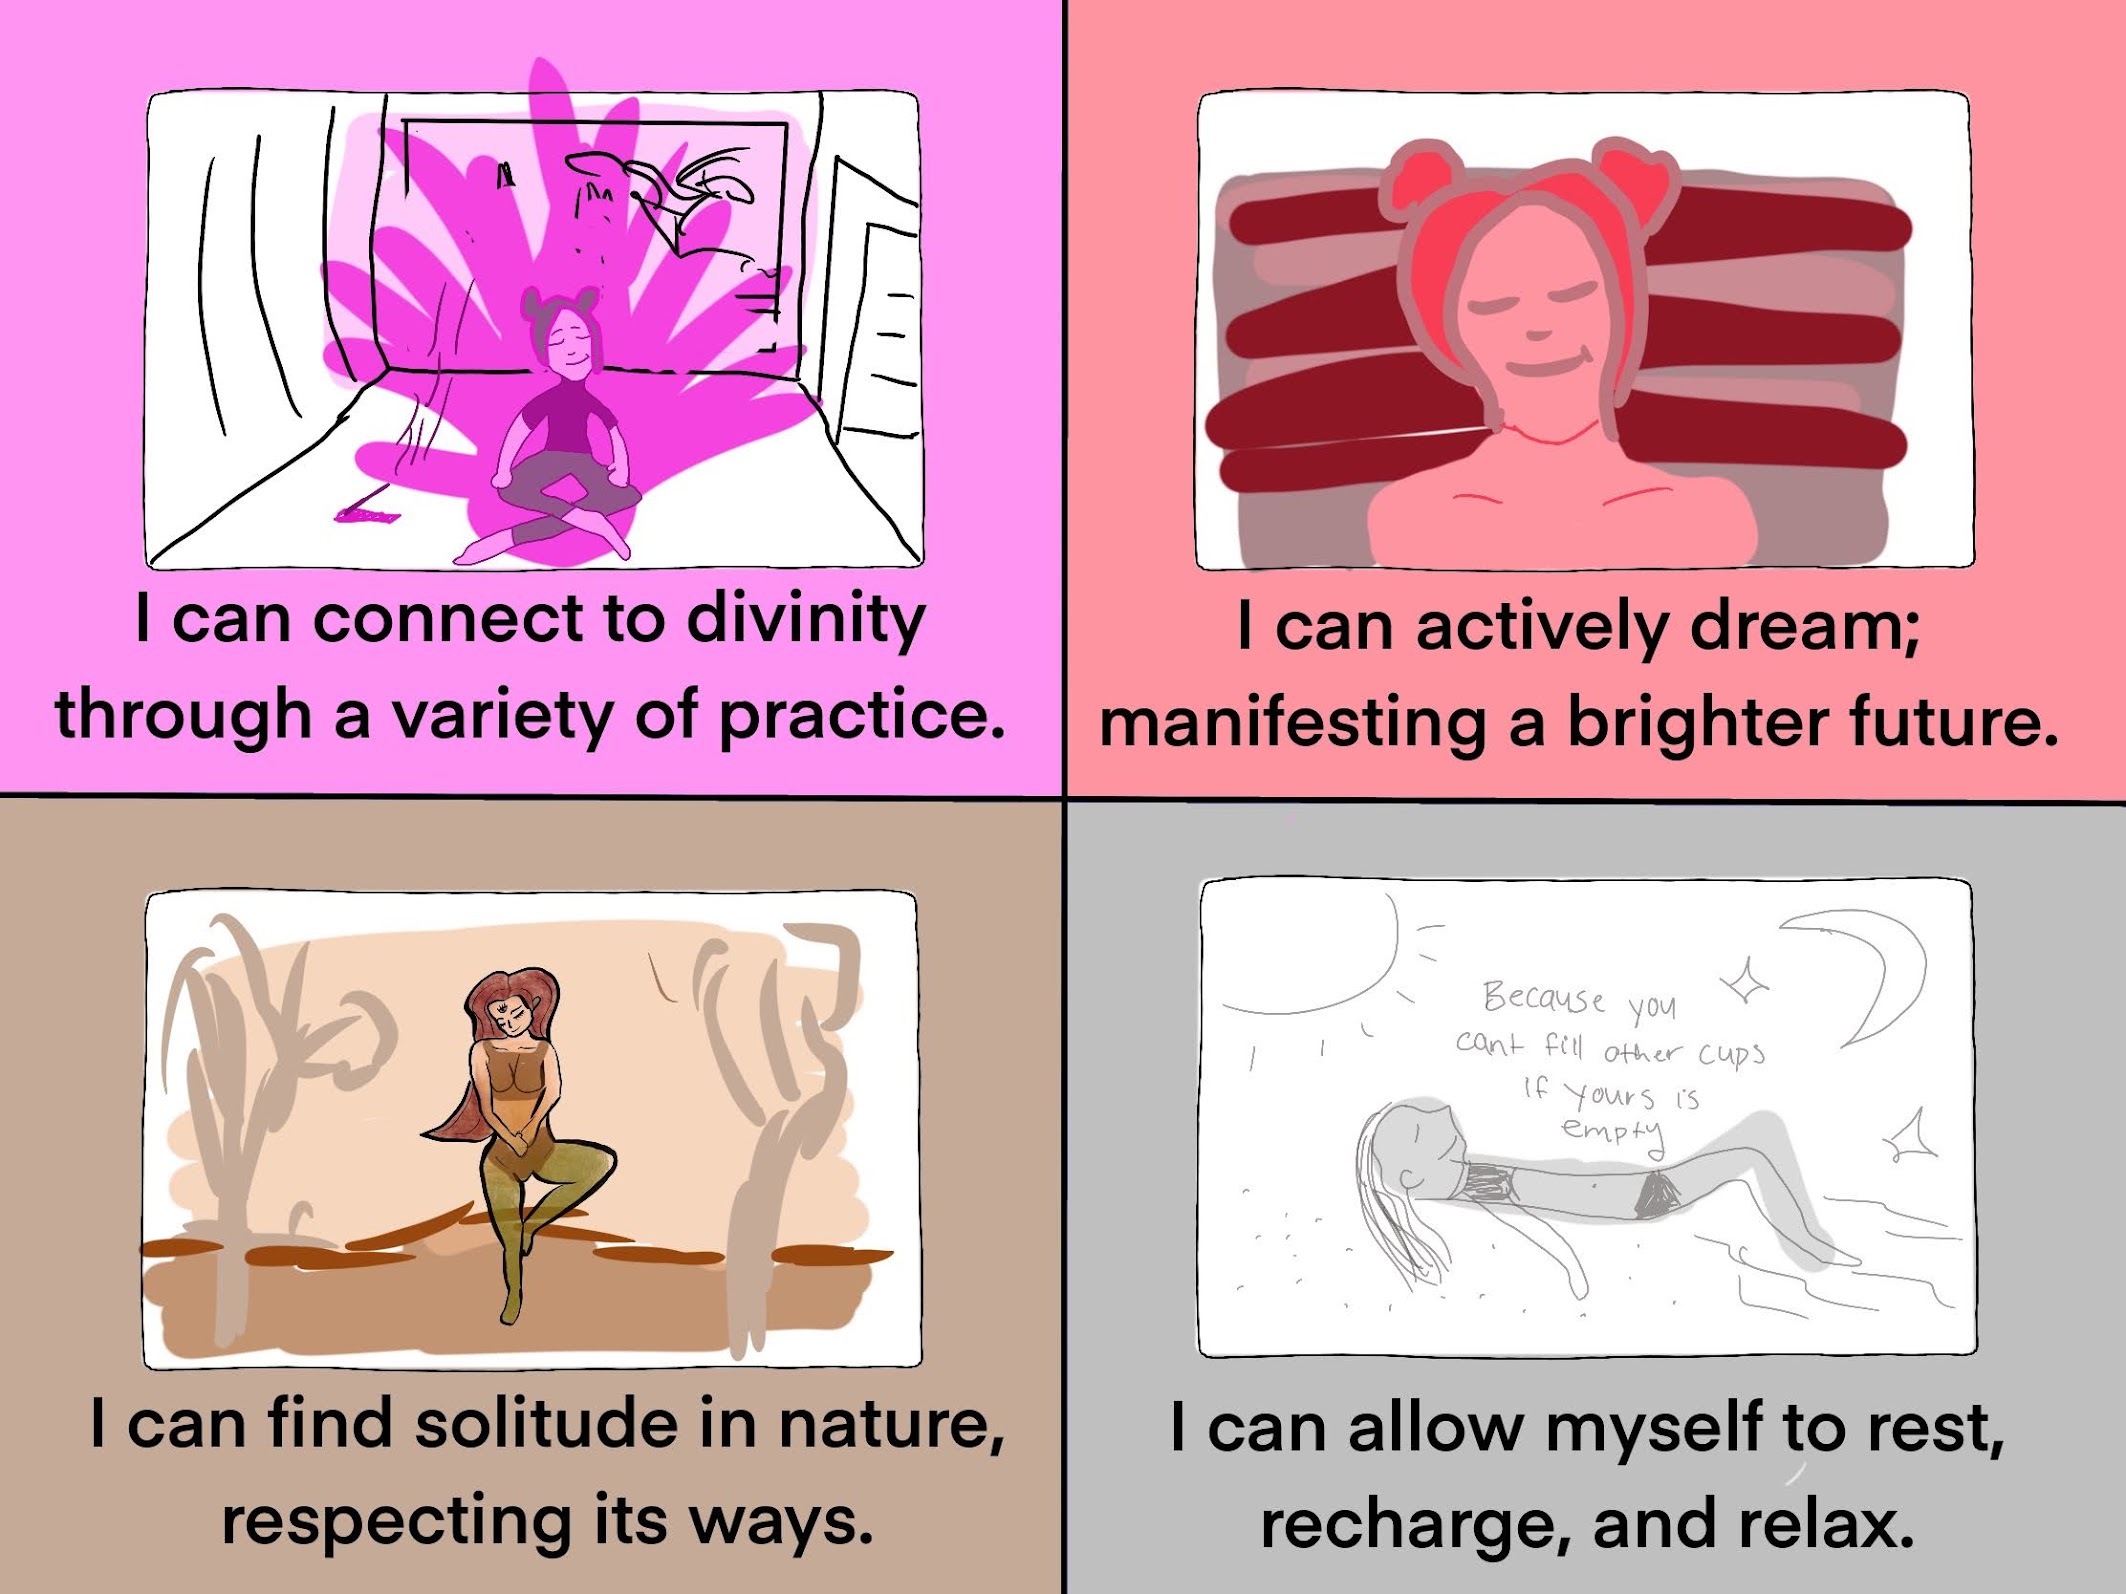 I can connect to divinity
through a variety of practice.
I can actively dream;
manifesting a brighter future.
I can find solitude in nature,
respecting its ways.
Because you
cant fill other cups
if yours is
empty
I can allow myself to rest,
recharge, and relax.